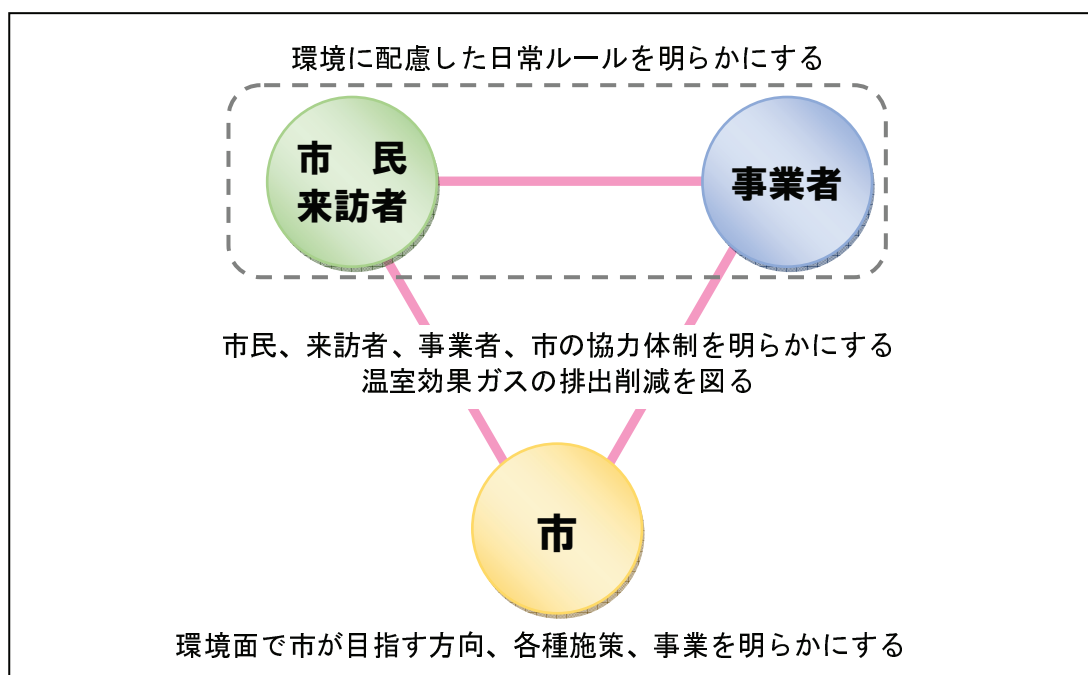 環境に配慮した日常ルールを明らかにする
市　民
来訪者
事業者
市民、来訪者、事業者、市の協力体制を明らかにする
温室効果ガスの排出削減を図る
市
環境面で市が目指す方向、各種施策、事業を明らかにする